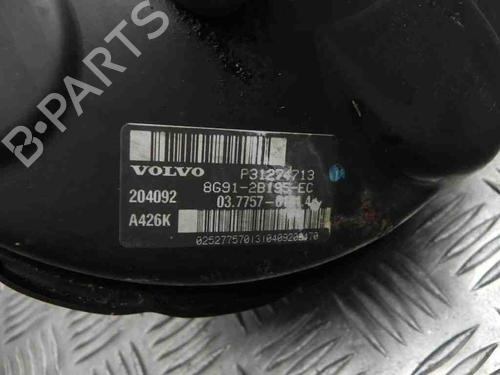 B-PARTS
VOLVO P31274713
8G91-2B195-EC
204092
A426K